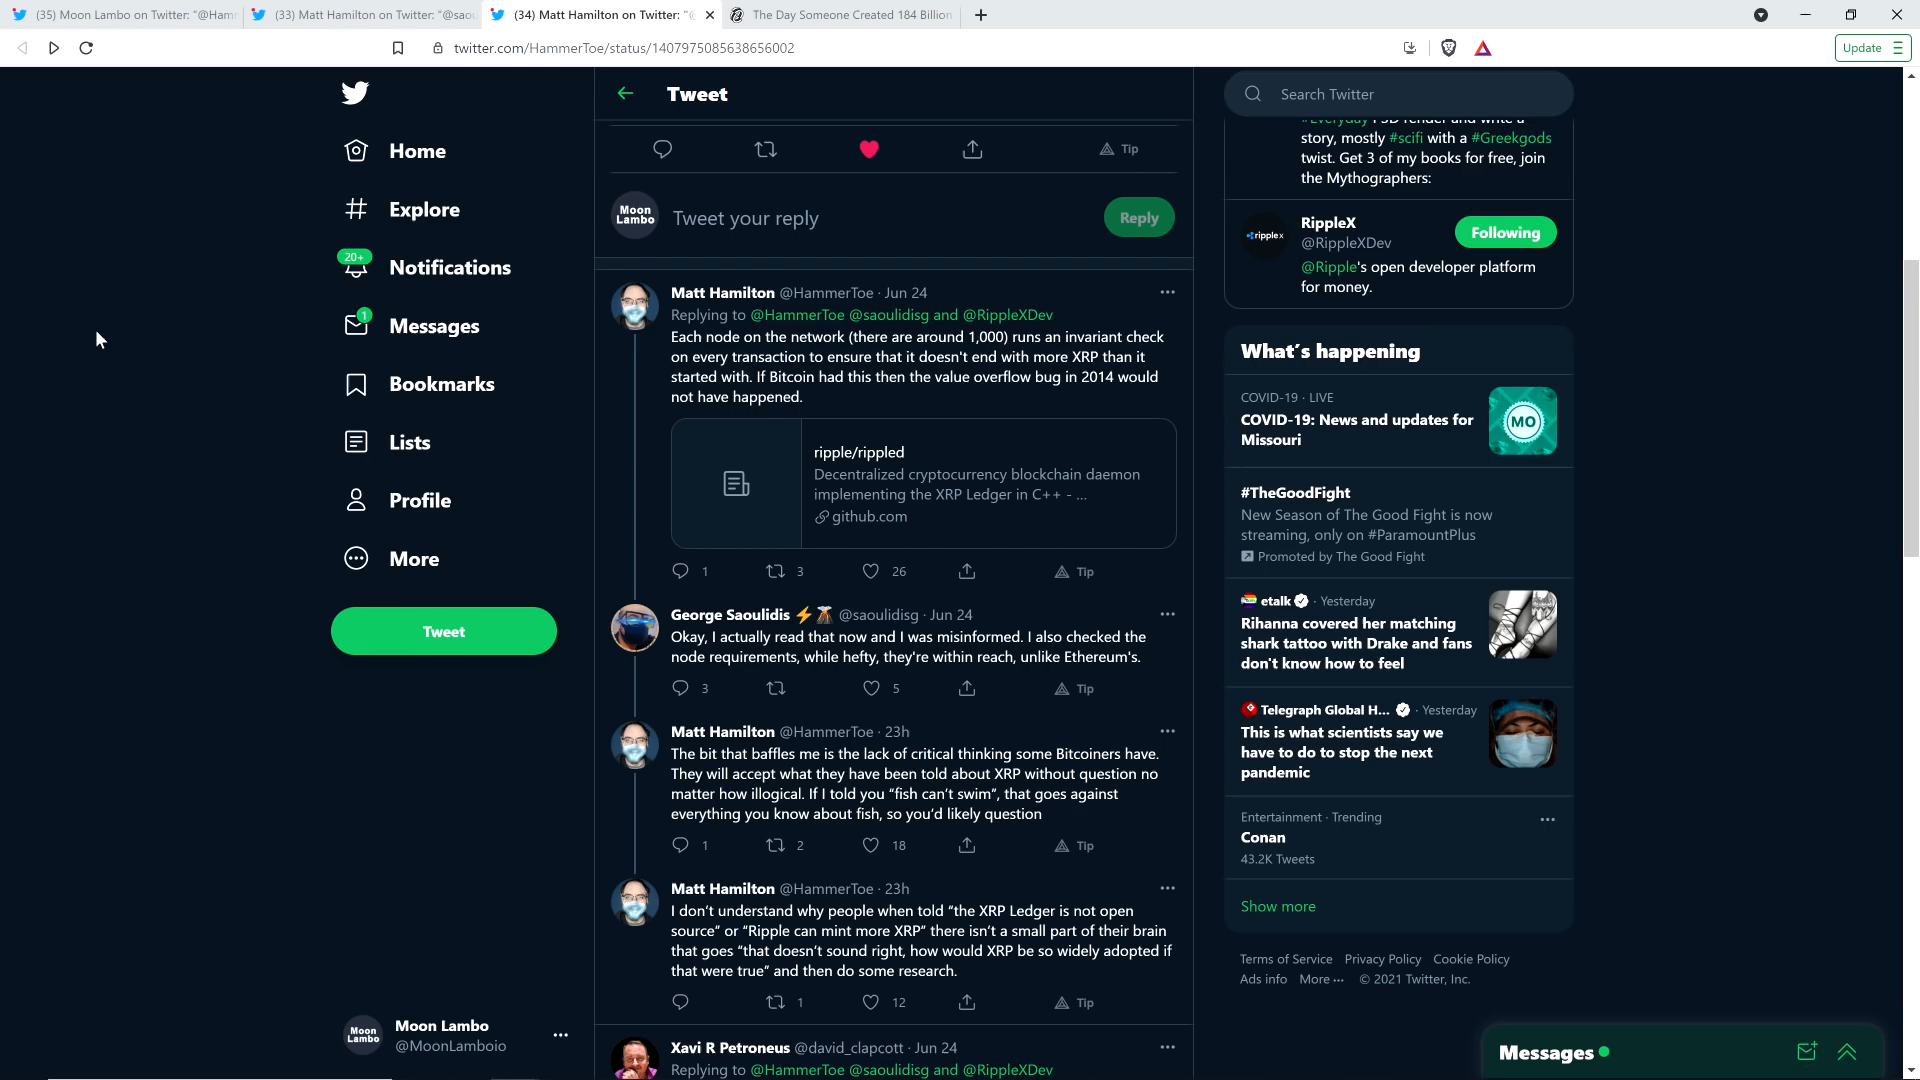 (35) Moon Lambo on Twitter: "@Ham
(33) Matt Hamilton on Twitter: "@saou
(34) Matt Hamilton on Twitter: "@
The Day Someone Created 184 Billion
twitter.com/HammerToe/status/1407975085638656002
Update
Home
Explore
20+
Notifications
1
Messages
Bookmarks
Lists
Profile
More
Tweet
Moon Lambo
Moon Lambo
@MoonLamboio
Tweet
Tip
Moon
Lambo
Tweet your reply
Reply
Matt Hamilton @HammerToe · Jun 24
Replying to @HammerToe @saoulidisg and @RippleXDev
Each node on the network (there are around 1,000) runs an invariant check
on every transaction to ensure that it doesn't end with more XRP than it
started with. If Bitcoin had this then the value overflow bug in 2014 would
not have happened.
ripple/rippled
Decentralized cryptocurrency blockchain daemon
implementing the XRP Ledger in C++ - ...
github.com
1 3 26 Tip
George Saoulidis @saoulidisg · Jun 24
Okay, I actually read that now and I was misinformed. I also checked the
node requirements, while hefty, they're within reach, unlike Ethereum's.
3 5 Tip
Matt Hamilton @HammerToe · 23h
The bit that baffles me is the lack of critical thinking some Bitcoiners have.
They will accept what they have been told about XRP without question no
matter how illogical. If I told you “fish can’t swim”, that goes against
everything you know about fish, so you’d likely question
1 2 18 Tip
Matt Hamilton @HammerToe · 23h
I don’t understand why people when told “the XRP Ledger is not open
source” or “Ripple can mint more XRP” there isn’t a small part of their brain
that goes “that doesn’t sound right, how would XRP be so widely adopted if
that were true” and then do some research.
1 12 Tip
Xavi R Petroneus @david_clapcott · Jun 24
Replying to @HammerToe @saoulidisg and @RippleXDev
Search Twitter
#Everyday PSD render and write a
story, mostly #scifi with a #Greekgods
twist. Get 3 of my books for free, join
the Mythographers:
ripplex
RippleX
@RippleXDev
Following
@Ripple's open developer platform
for money.
What's happening
COVID-19 · LIVE
COVID-19: News and updates for
Missouri
MO
#TheGoodFight
New Season of The Good Fight is now
streaming, only on #ParamountPlus
Promoted by The Good Fight
etalk · Yesterday
Rihanna covered her matching
shark tattoo with Drake and fans
don't know how to feel
Telegraph Global H... · Yesterday
This is what scientists say we
have to do to stop the next
pandemic
Entertainment · Trending
Conan
43.2K Tweets
Show more
Terms of Service Privacy Policy Cookie Policy
Ads info More ··· © 2021 Twitter, Inc.
Messages